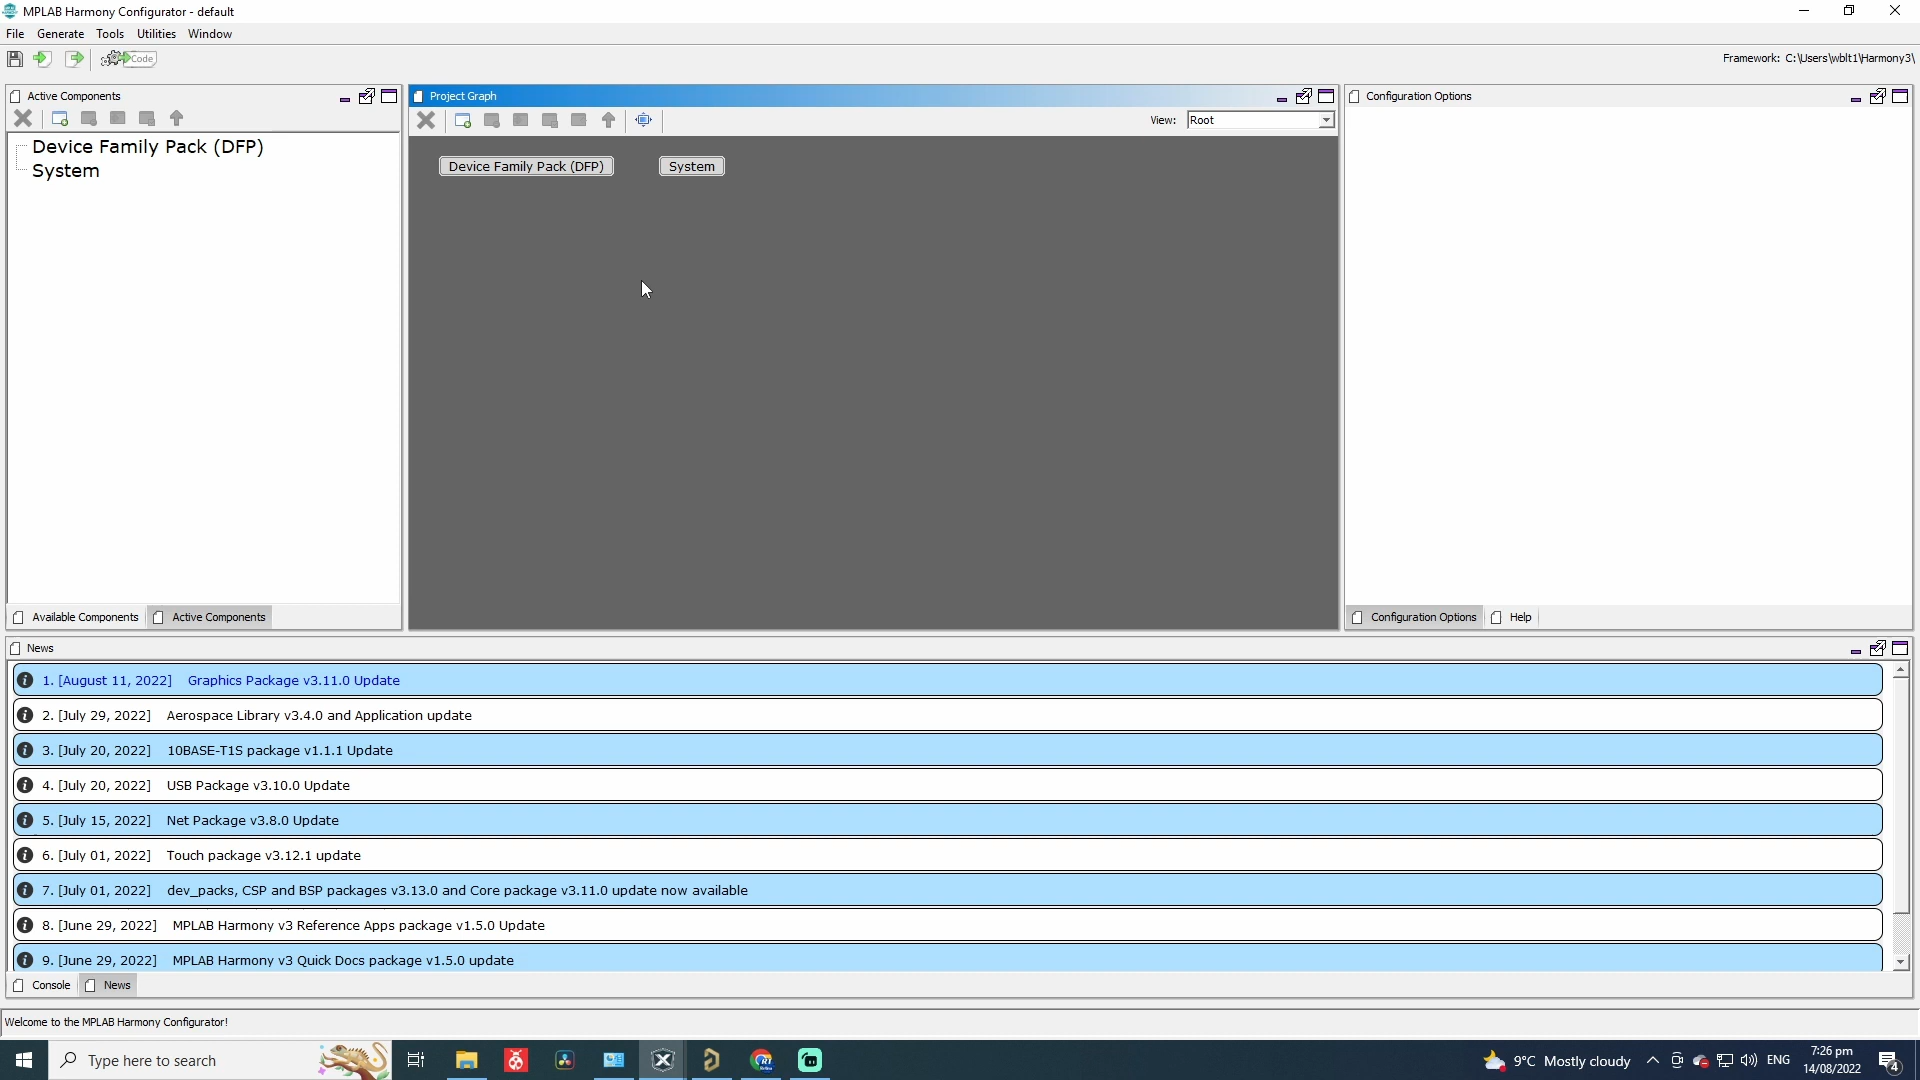 MPLAB Harmony Configurator - default
File Generate Tools Utilities Window
Code
Framework: C:\Users\wblt1\Harmony3\
Active Components
Project Graph
Configuration Options
View: Root
Device Family Pack (DFP)
System
Device Family Pack (DFP)
System
Available Components
Active Components
Configuration Options
Help
News
1. [August 11, 2022] Graphics Package v3.11.0 Update
2. [July 29, 2022] Aerospace Library v3.4.0 and Application update
3. [July 20, 2022] 10BASE-T1S package v1.1.1 Update
4. [July 20, 2022] USB Package v3.10.0 Update
5. [July 15, 2022] Net Package v3.8.0 Update
6. [July 01, 2022] Touch package v3.12.1 update
7. [July 01, 2022] dev_packs, CSP and BSP packages v3.13.0 and Core package v3.11.0 update now available
8. [June 29, 2022] MPLAB Harmony v3 Reference Apps package v1.5.0 Update
9. [June 29, 2022] MPLAB Harmony v3 Quick Docs package v1.5.0 update
Console
News
Welcome to the MPLAB Harmony Configurator!
Type here to search
9°C Mostly cloudy
ENG
7:26 pm
14/08/2022
4